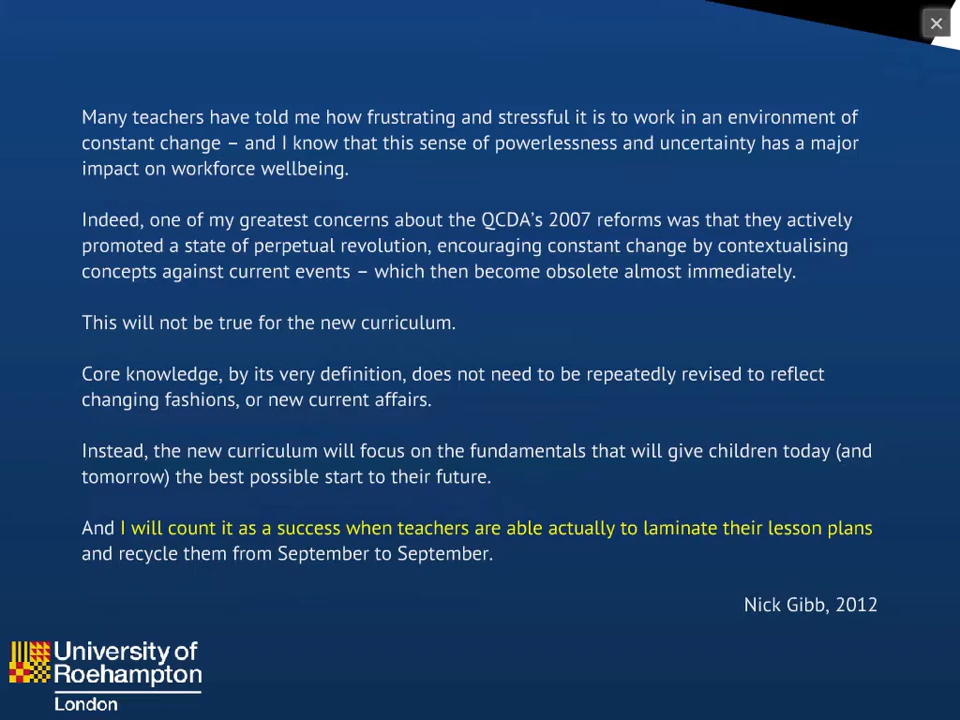 Many teachers have told me how frustrating and stressful it is to work in an environment of
constant change – and I know that this sense of powerlessness and uncertainty has a major
impact on workforce wellbeing.
Indeed, one of my greatest concerns about the QCDA's 2007 reforms was that they actively
promoted a state of perpetual revolution, encouraging constant change by contextualising
concepts against current events – which then become obsolete almost immediately.
This will not be true for the new curriculum.
Core knowledge, by its very definition, does not need to be repeatedly revised to reflect
changing fashions, or new current affairs.
Instead, the new curriculum will focus on the fundamentals that will give children today (and
tomorrow) the best possible start to their future.
And I will count it as a success when teachers are able actually to laminate their lesson plans
and recycle them from September to September.
Nick Gibb, 2012
University of
Roehampton
London